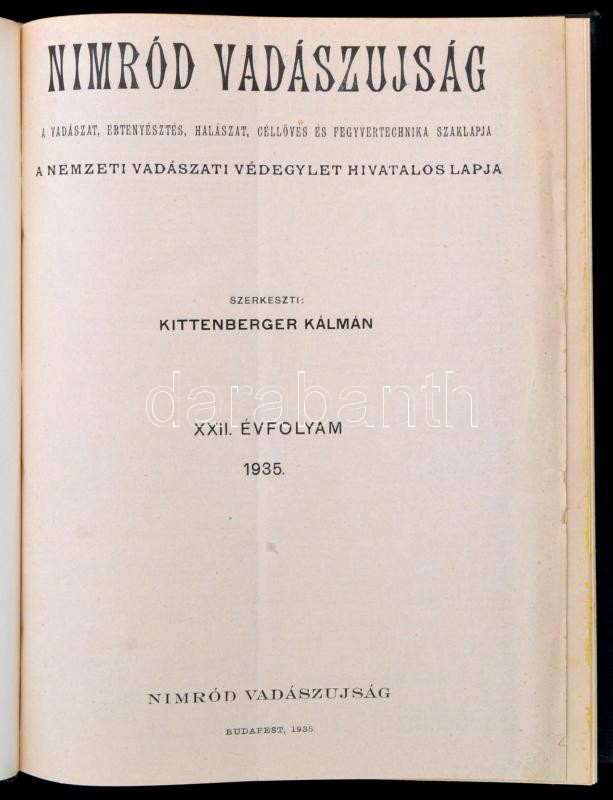 NIMRÓD VADÁSZUJSÁG
A VADÁSZAT, EBTENYÉSZTÉS, HALÁSZAT, CÉLLÖVÉS ÉS FEGYVERTECHNIKA SZAKLAPJA
A NEMZETI VADÁSZATI VÉDEGYLET HIVATALOS LAPJA
SZERKESZTI:
KITTENBERGER KÁLMÁN
darabanth
XXII. ÉVFOLYAM
1935.
NIMRÓD VADÁSZUJSÁG
BUDAPEST, 1935.